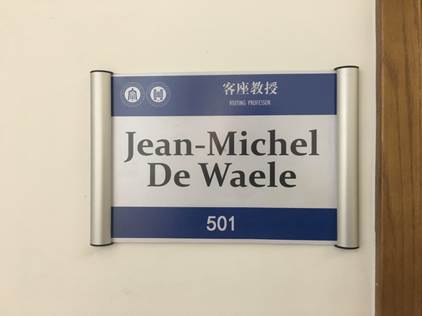 客座教授
VISITING PROFESSOR
Jean-Michel
De Waele
501